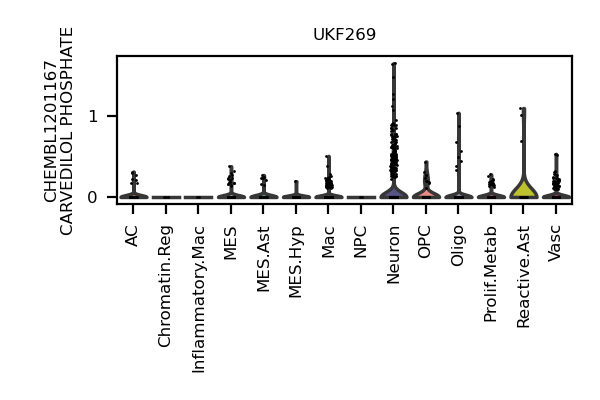 UKF269
CHEMBL1201167
CARVEDILOL PHOSPHATE
1
0
AC
Chromatin.Reg
Inflammatory.Mac
MES
MES.Ast
MES.Hyp
Mac
NPC
Neuron
OPC
Oligo
Prolif.Metab
Reactive.Ast
Vasc